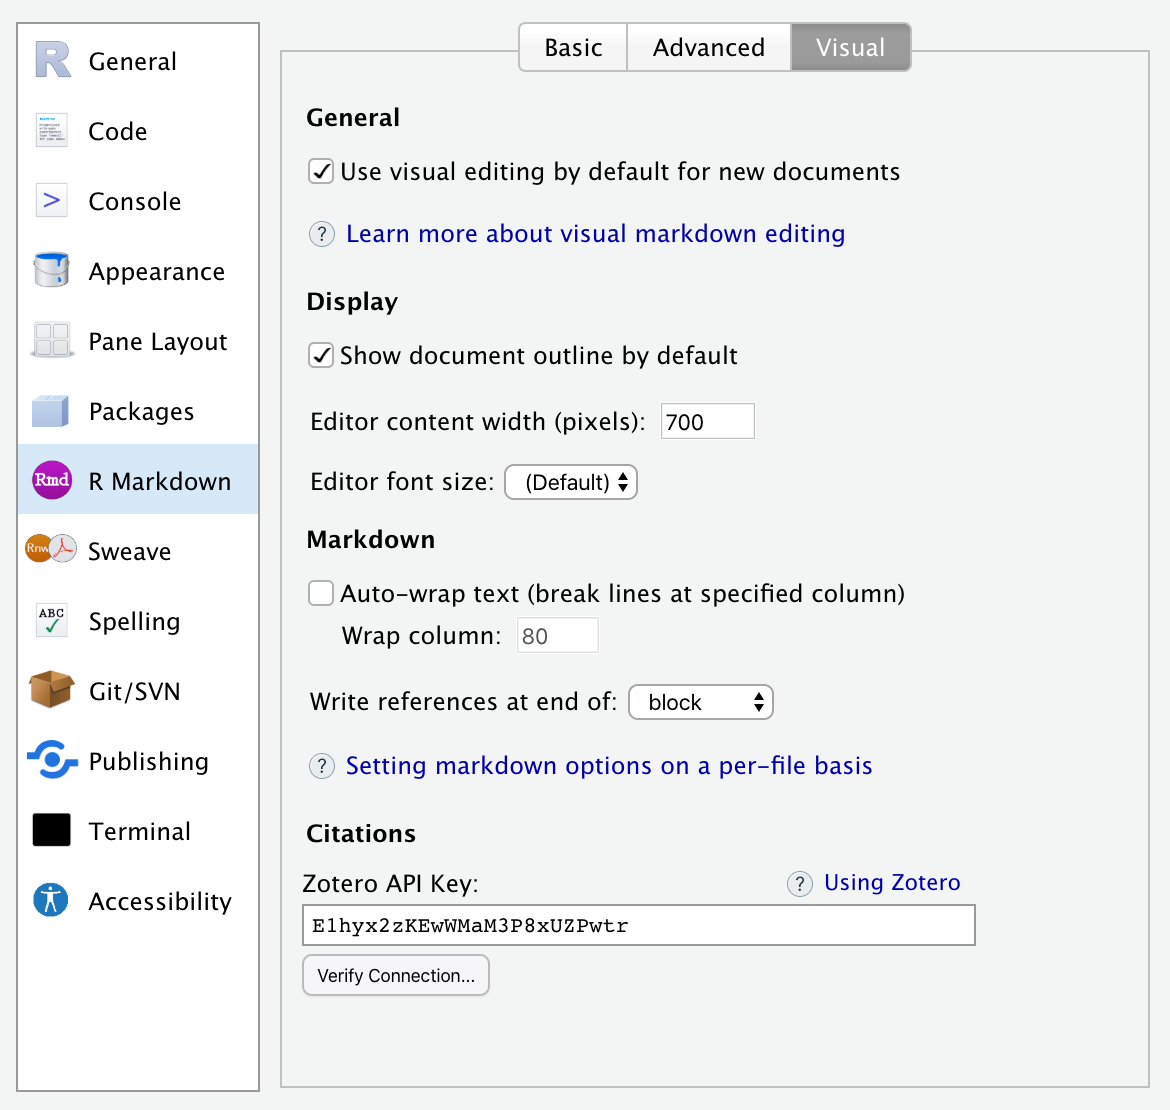 General
Code
Console
Appearance
Pane Layout
Packages
Rmd
R Markdown
Rnw
Sweave
ABC
Spelling
Git/SVN
Publishing
Terminal
Accessibility
Basic
Advanced
Visual
General
Use visual editing by default for new documents
? Learn more about visual markdown editing
Display
Show document outline by default
Editor content width (pixels): 700
Editor font size: (Default)
Markdown
Auto-wrap text (break lines at specified column)
Wrap column: 80
Write references at end of: block
? Setting markdown options on a per-file basis
Citations
Zotero API Key: ? Using Zotero
E1hyx2zKEwWMaM3P8xUZPwtr
Verify Connection...